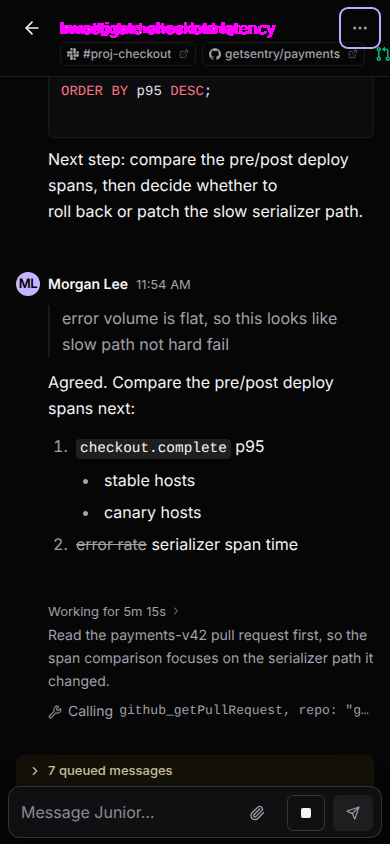 #proj-checkout
getsentry/payments
ORDER BY p95 DESC;
Next step: compare the pre/post deploy
spans, then decide whether to
roll back or patch the slow serializer path.
ML Morgan Lee 11:54 AM
error volume is flat, so this looks like
slow path not hard fail
Agreed. Compare the pre/post deploy
spans next:
1. checkout.complete p95
• stable hosts
• canary hosts
2. error rate serializer span time
Working for 5m 15s
Read the payments-v42 pull request first, so the
span comparison focuses on the serializer path it
changed.
Calling github_getPullRequest, repo: "g…
7 queued messages
Message Junior...